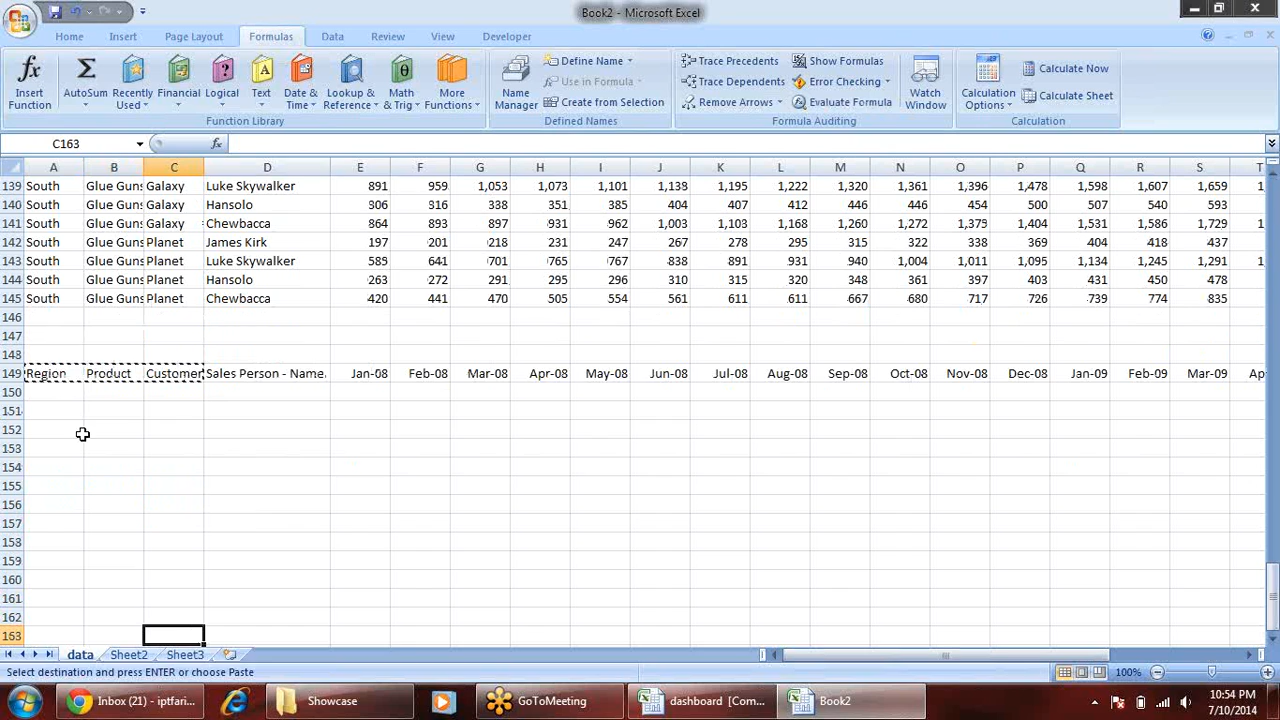 Book2 - Microsoft Excel
Home Insert Page Layout Formulas Data Review View Developer
Insert Function
AutoSum
Recently Used
Financial
Logical
Text
Date & Time
Lookup & Reference
Math & Trig
More Functions
Function Library
Name Manager
Define Name
Use in Formula
Create from Selection
Defined Names
Trace Precedents
Trace Dependents
Remove Arrows
Show Formulas
Error Checking
Evaluate Formula
Watch Window
Formula Auditing
Calculation Options
Calculate Now
Calculate Sheet
Calculation
C163 fx
A B C D E F G H I J K L M N O P Q R S T
139 South Glue Guns Galaxy Luke Skywalker 891 959 1,053 1,073 1,101 1,139 1,195 1,222 1,320 1,361 1,396 1,478 1,598 1,607 1,659 1,
140 South Glue Guns Galaxy Hansolo 306 316 338 351 385 404 407 412 446 446 454 500 507 540 593
141 South Glue Guns Galaxy Chewbacca 864 893 897 931 962 1,003 1,103 1,168 1,260 1,272 1,379 1,404 1,531 1,586 1,729 1,
142 South Glue Guns Planet James Kirk 197 201 218 231 247 267 278 295 315 322 338 369 404 418 437
143 South Glue Guns Planet Luke Skywalker 589 641 701 765 767 838 891 931 940 1,004 1,011 1,095 1,134 1,245 1,291 1,
144 South Glue Guns Planet Hansolo 263 272 291 295 296 310 315 320 348 361 397 403 431 450 478
145 South Glue Guns Planet Chewbacca 420 441 470 505 554 561 611 611 667 680 717 726 739 774 835
146
147
148
149 Region Product Customer Sales Person - Name Jan-08 Feb-08 Mar-08 Apr-08 May-08 Jun-08 Jul-08 Aug-08 Sep-08 Oct-08 Nov-08 Dec-08 Jan-09 Feb-09 Mar-09 Ap
150
151
152
153
154
155
156
157
158
159
160
161
162
163
data Sheet2 Sheet3
Select destination and press ENTER or choose Paste 100%
Inbox (21) - iptfari... Showcase GoToMeeting dashboard [Com... Book2
10:54 PM
7/10/2014